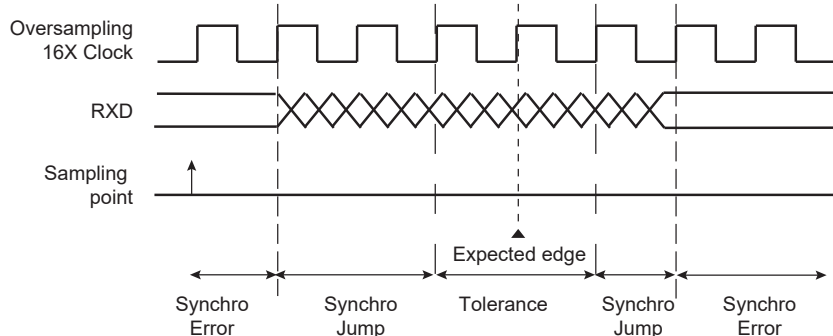 Oversampling
16X Clock
RXD
Sampling
point
Expected edge
Synchro
Error
Synchro
Jump
Tolerance
Synchro
Jump
Synchro
Error